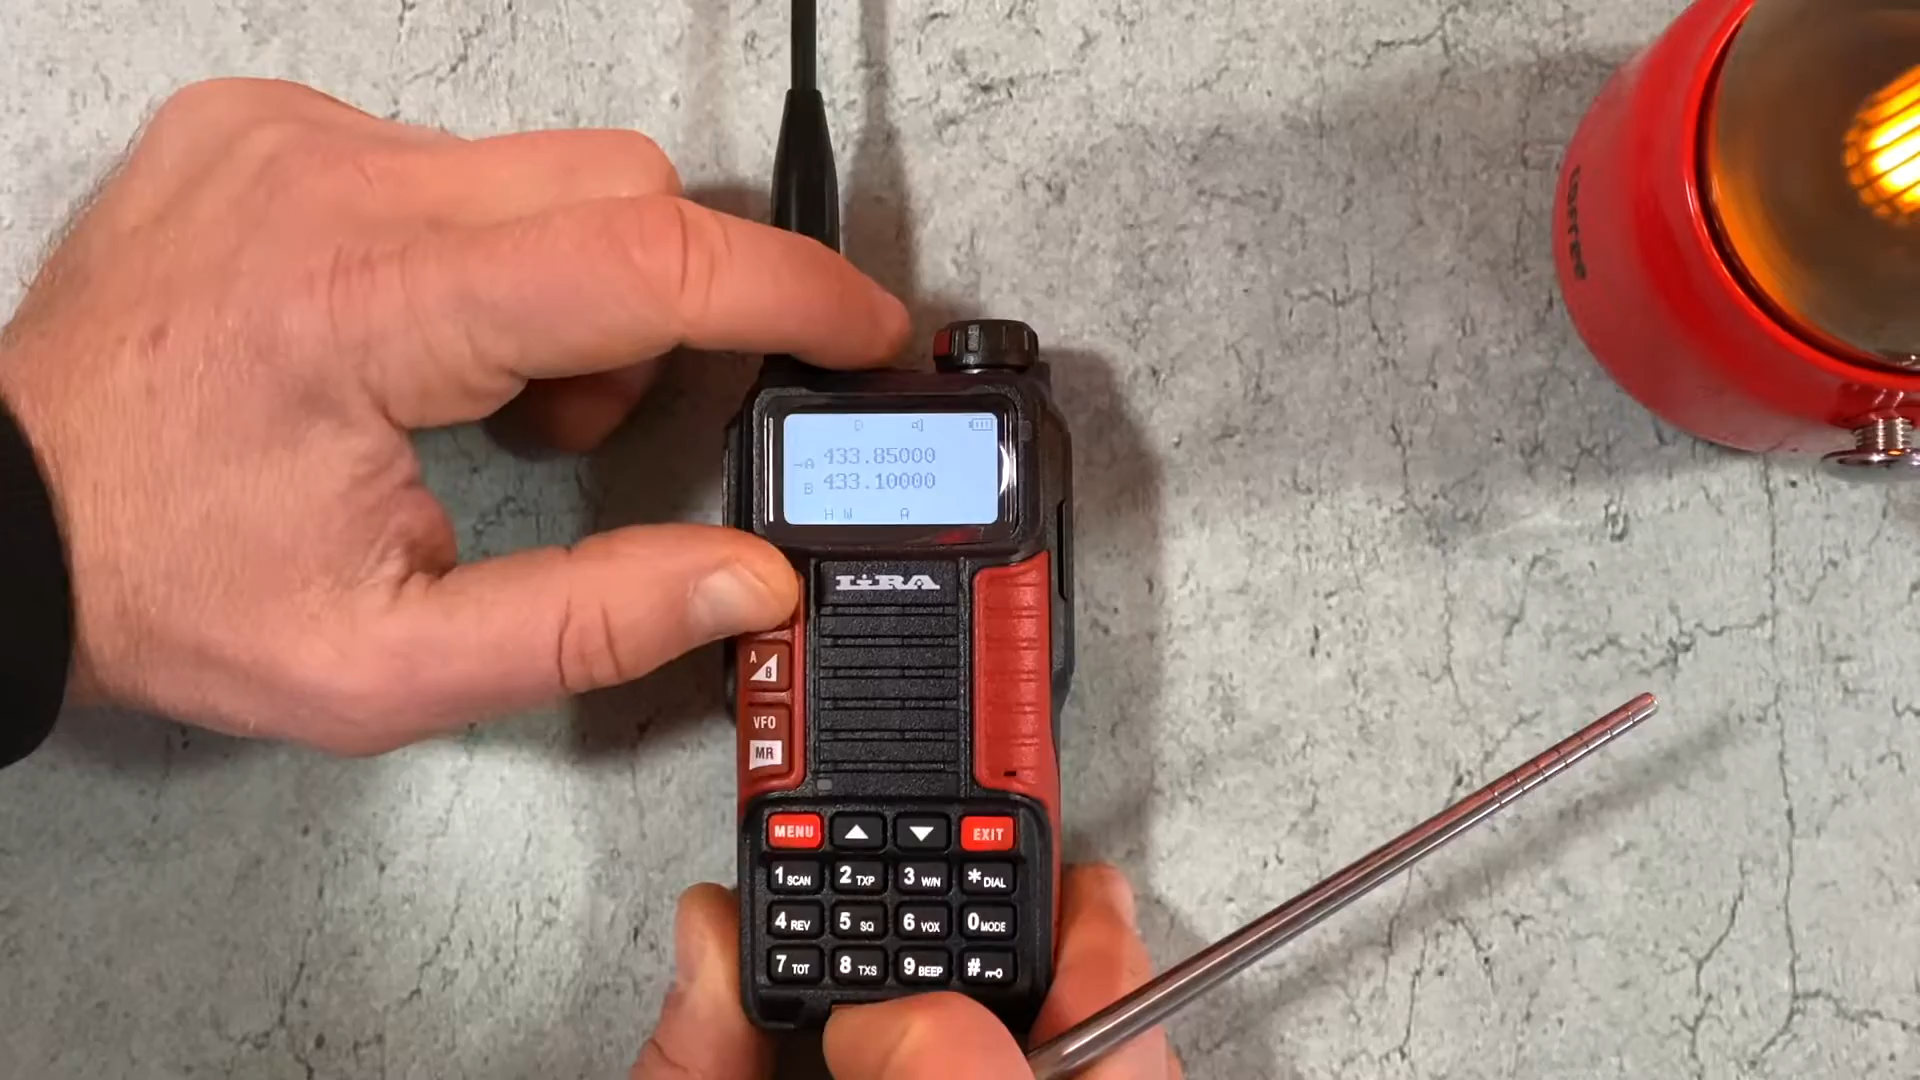 D
→A 433.85000
B 433.10000
H W A
LiRA
A
B
VFO
MR
MENU ▲ ▼ EXIT
1 SCAN 2 TXP 3 W/N * DIAL
4 REV 5 SQ 6 VOX 0 MODE
7 TOT 8 TXS 9 BEEP #
coffee